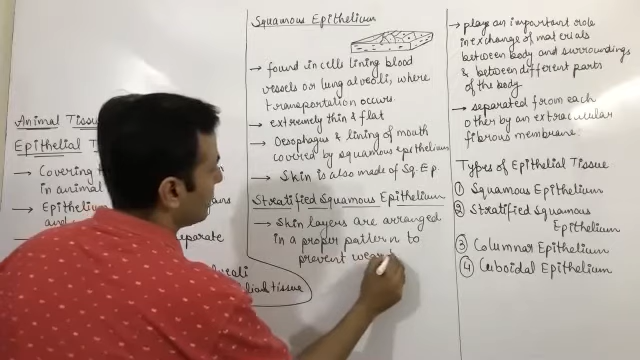 Animal Tissue
Epithelial
→ Covering
in animal
→ Epithelium
and
separate
tissue
Squamous Epithelium
→ found in cells lining blood
vessels or lung alveoli, where
transportation occurs.
→ extremely thin & flat
→ Oesophagus & lining of mouth
covered by squamous epithelium
→ Skin is also made of Sq. Ep.
Stratified Squamous Epithelium
→ Skin layers are arranged
in a proper pattern to
prevent wear
→ plays an important role
in exchange of materials
between body and surroundings
& between different parts
of the body
→ separated from each
other by an extracellular
fibrous membrane.
Types of Epithelial Tissue
① Squamous Epithelium
② Stratified Squamous
Epithelium
③ Columnar Epithelium
④ Cuboidal Epithelium